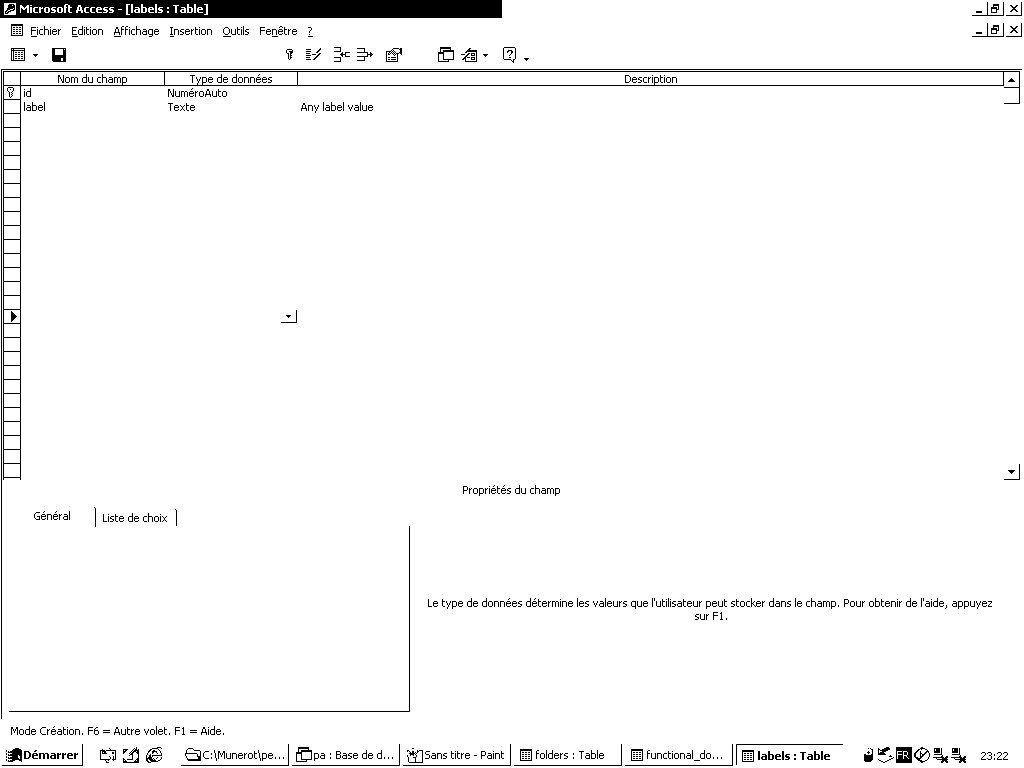 Microsoft Access - [labels : Table]
Fichier Edition Affichage Insertion Outils Fenêtre ?
Nom du champ Type de données Description
id NuméroAuto
label Texte Any label value
Propriétés du champ
Général Liste de choix
Le type de données détermine les valeurs que l'utilisateur peut stocker dans le champ. Pour obtenir de l'aide, appuyez
sur F1.
Mode Création. F6 = Autre volet. F1 = Aide.
Démarrer C:\Munerot\pe... pa : Base de d... Sans titre - Paint folders : Table functional_do... labels : Table FR 23:22